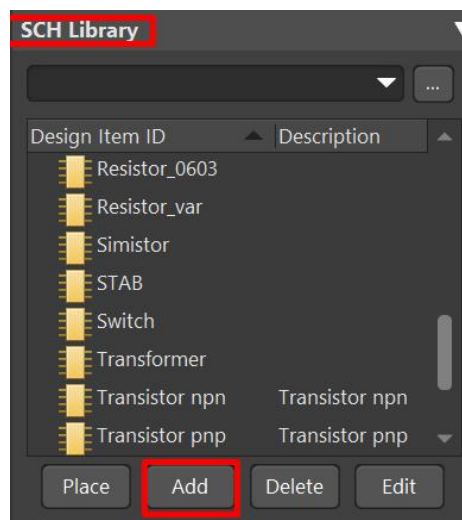 SCH Library
...
Design Item ID Description
Resistor_0603
Resistor_var
Simistor
STAB
Switch
Transformer
Transistor npn Transistor npn
Transistor pnp Transistor pnp
Place Add Delete Edit